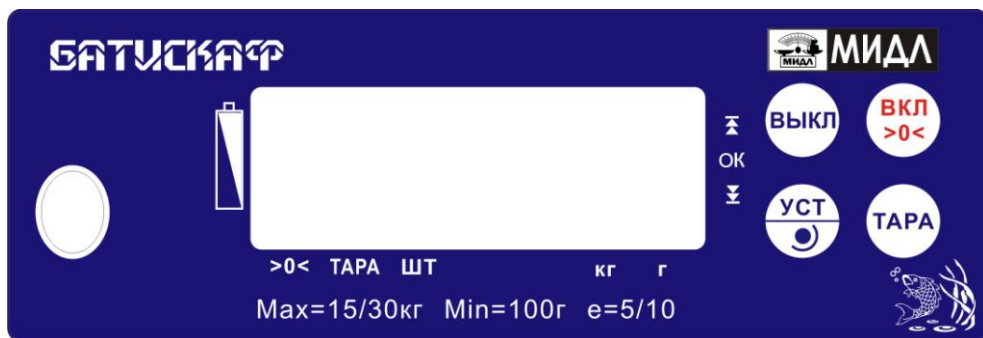 БАТИСКАФ
МИДЛ МИДЛ
ВЫКЛ ВКЛ >0<
OK
УСТ ТАРА
>0< ТАРА ШТ кг г
Max=15/30кг Min=100г e=5/10